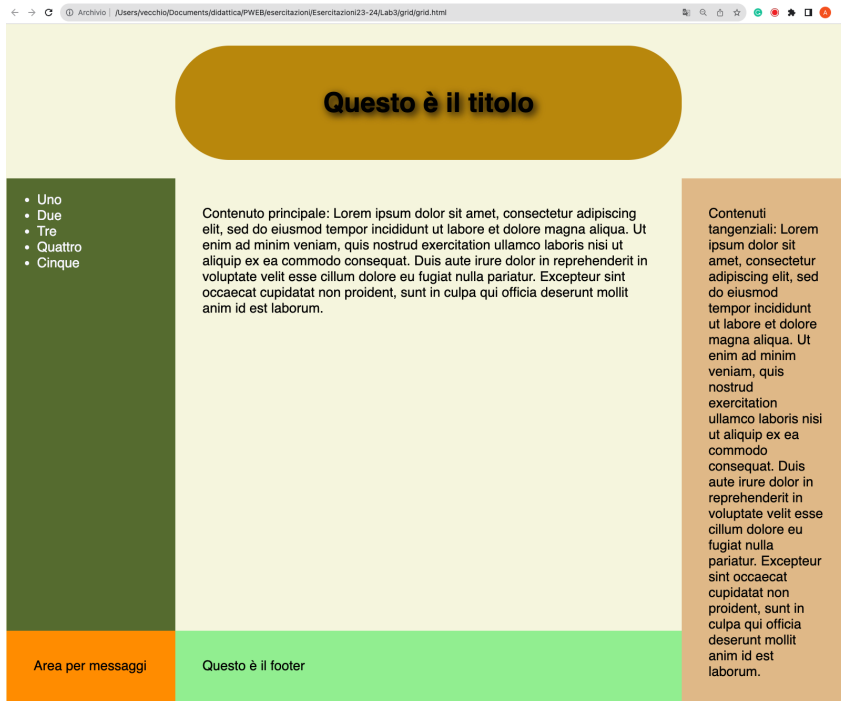 Archivio | /Users/vecchio/Documents/didattica/PWEB/esercitazioni/Esercitazioni23-24/Lab3/grid/grid.html
A
Questo è il titolo
Uno
Due
Tre
Quattro
Cinque
Contenuto principale: Lorem ipsum dolor sit amet, consectetur adipiscing
elit, sed do eiusmod tempor incididunt ut labore et dolore magna aliqua. Ut
enim ad minim veniam, quis nostrud exercitation ullamco laboris nisi ut
aliquip ex ea commodo consequat. Duis aute irure dolor in reprehenderit in
voluptate velit esse cillum dolore eu fugiat nulla pariatur. Excepteur sint
occaecat cupidatat non proident, sunt in culpa qui officia deserunt mollit
anim id est laborum.
Contenuti
tangenziali: Lorem
ipsum dolor sit
amet, consectetur
adipiscing elit, sed
do eiusmod
tempor incididunt
ut labore et dolore
magna aliqua. Ut
enim ad minim
veniam, quis
nostrud
exercitation
ullamco laboris nisi
ut aliquip ex ea
commodo
consequat. Duis
aute irure dolor in
reprehenderit in
voluptate velit esse
cillum dolore eu
fugiat nulla
pariatur. Excepteur
sint occaecat
cupidatat non
proident, sunt in
culpa qui officia
deserunt mollit
anim id est
laborum.
Area per messaggi
Questo è il footer